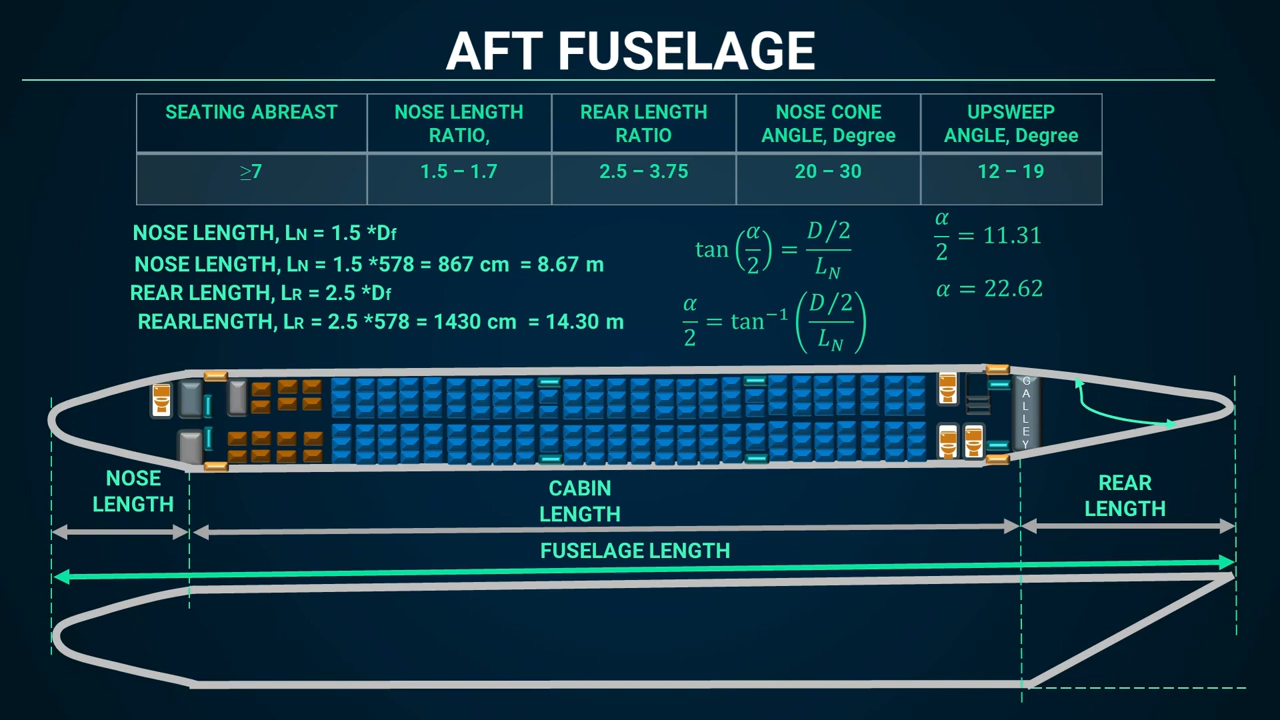 AFT FUSELAGE
SEATING ABREAST
NOSE LENGTH
RATIO,
REAR LENGTH
RATIO
NOSE CONE
ANGLE, Degree
UPSWEEP
ANGLE, Degree
≥7
1.5 – 1.7
2.5 – 3.75
20 – 30
12 – 19
NOSE LENGTH, LN = 1.5 *Df
NOSE LENGTH, LN = 1.5 *578 = 867 cm = 8.67 m
REAR LENGTH, LR = 2.5 *Df
REARLENGTH, LR = 2.5 *578 = 1430 cm = 14.30 m
tan(α/2) = (D/2)/L_N
α/2 = tan⁻¹((D/2)/L_N)
α/2 = 11.31
α = 22.62
GALLEY
NOSE
LENGTH
CABIN
LENGTH
REAR
LENGTH
FUSELAGE LENGTH